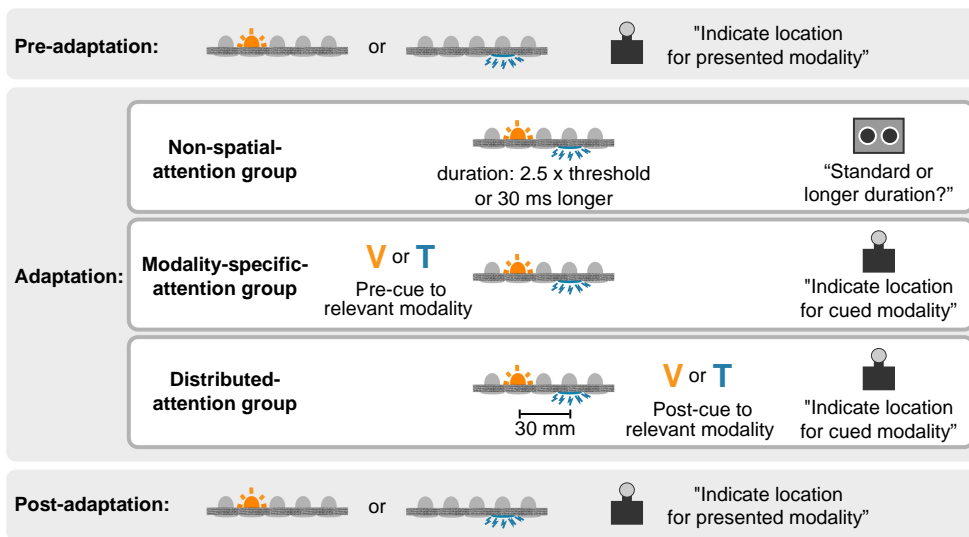 Pre-adaptation:
or
"Indicate location
for presented modality”
Adaptation:
Non-spatial-
attention group
duration: 2.5 x threshold
or 30 ms longer
“Standard or
longer duration?”
Modality-specific-
attention group
V or T
Pre-cue to
relevant modality
"Indicate location
for cued modality”
Distributed-
attention group
30 mm
V or T
Post-cue to
relevant modality
"Indicate location
for cued modality”
Post-adaptation:
or
"Indicate location
for presented modality”